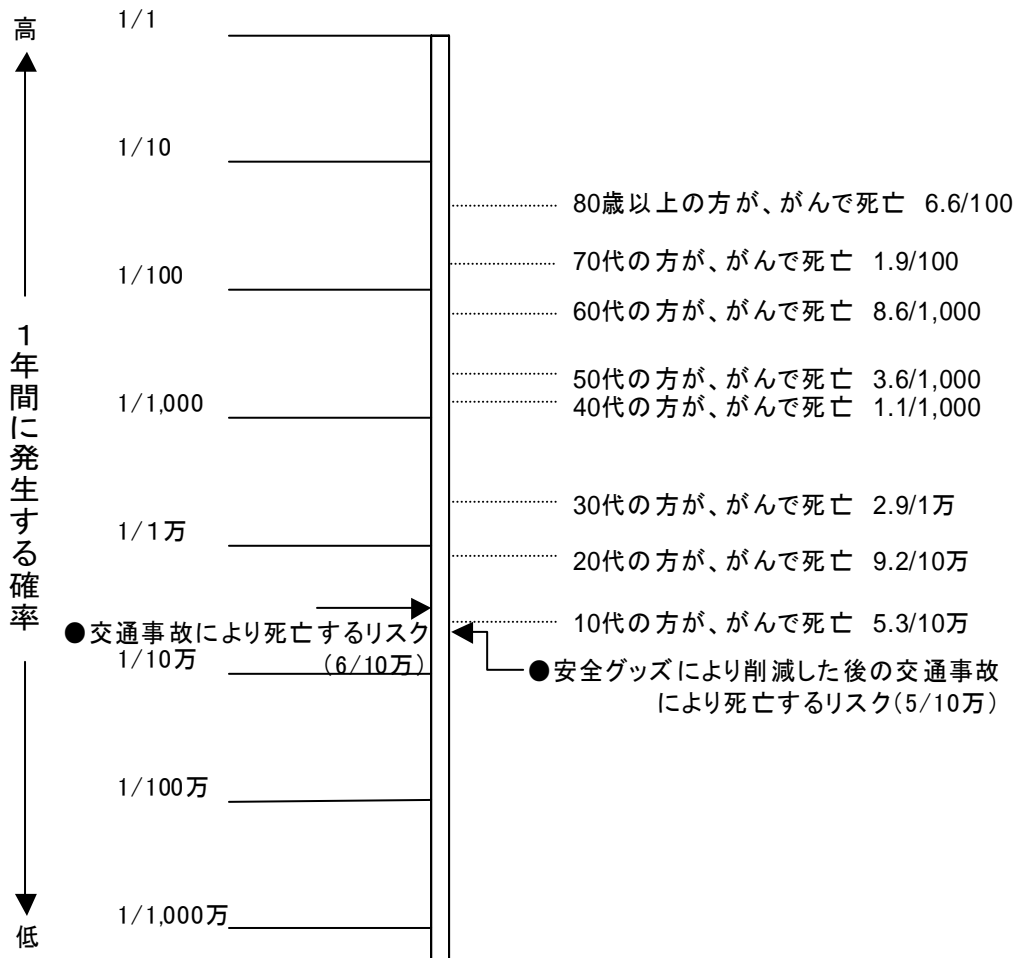 高
1年間に発生する確率
低
1/1
1/10
1/100
1/1,000
1/1万
1/10万
1/100万
1/1,000万
80歳以上の方が、がんで死亡 6.6/100
70代の方が、がんで死亡 1.9/100
60代の方が、がんで死亡 8.6/1,000
50代の方が、がんで死亡 3.6/1,000
40代の方が、がんで死亡 1.1/1,000
30代の方が、がんで死亡 2.9/1万
20代の方が、がんで死亡 9.2/10万
10代の方が、がんで死亡 5.3/10万
●交通事故により死亡するリスク
(6/10万)
●安全グッズにより削減した後の交通事故
により死亡するリスク(5/10万)